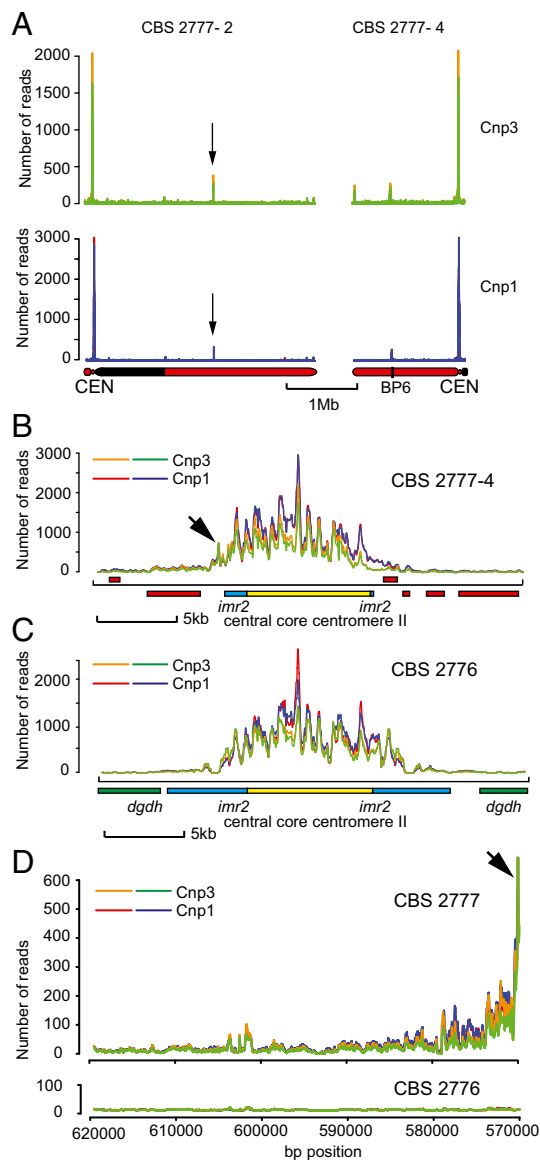 A
CBS 2777- 2
CBS 2777- 4
Number of reads
2000
1500
1000
500
0
Cnp3
Number of reads
3000
2000
1000
0
Cnp1
CEN
BP6
CEN
1Mb
B
Number of reads
3000
2000
1000
0
Cnp3
Cnp1
CBS 2777-4
imr2
imr2
5kb
central core centromere II
C
Number of reads
2000
1000
0
Cnp3
Cnp1
CBS 2776
dgdh
imr2
imr2
dgdh
central core centromere II
5kb
D
Number of reads
600
500
400
300
200
100
0
Cnp3
Cnp1
CBS 2777
100
0
CBS 2776
620000 610000 600000 590000 580000 570000
bp position